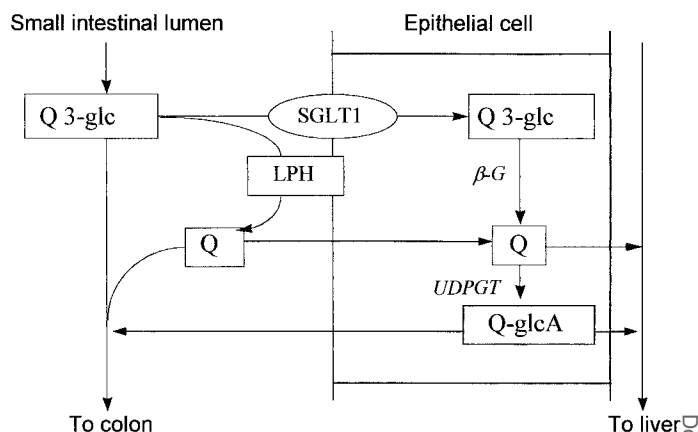 Small intestinal lumen
Epithelial cell
Q 3-glc
SGLT1
Q 3-glc
LPH
β-G
Q
Q
UDPGT
Q-glcA
To colon
To liver